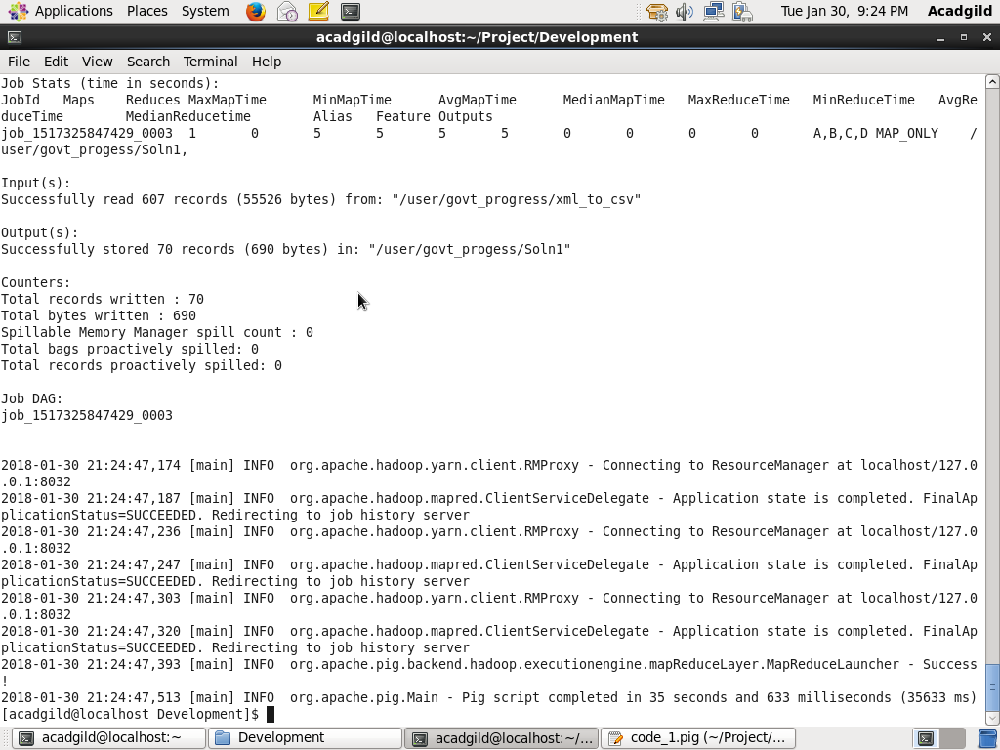 Applications Places System Tue Jan 30, 9:24 PM Acadgild
acadgild@localhost:~/Project/Development
File Edit View Search Terminal Help
Job Stats (time in seconds):
JobId Maps Reduces MaxMapTime MinMapTime AvgMapTime MedianMapTime MaxReduceTime MinReduceTime AvgRe
duceTime MedianReducetime Alias Feature Outputs
job_1517325847429_0003 1 0 5 5 5 5 0 0 0 0 A,B,C,D MAP_ONLY /
user/govt_progess/Soln1,
Input(s):
Successfully read 607 records (55526 bytes) from: "/user/govt_progress/xml_to_csv"
Output(s):
Successfully stored 70 records (690 bytes) in: "/user/govt_progess/Soln1"
Counters:
Total records written : 70
Total bytes written : 690
Spillable Memory Manager spill count : 0
Total bags proactively spilled: 0
Total records proactively spilled: 0
Job DAG:
job_1517325847429_0003
2018-01-30 21:24:47,174 [main] INFO org.apache.hadoop.yarn.client.RMProxy - Connecting to ResourceManager at localhost/127.0
.0.1:8032
2018-01-30 21:24:47,187 [main] INFO org.apache.hadoop.mapred.ClientServiceDelegate - Application state is completed. FinalAp
plicationStatus=SUCCEEDED. Redirecting to job history server
2018-01-30 21:24:47,236 [main] INFO org.apache.hadoop.yarn.client.RMProxy - Connecting to ResourceManager at localhost/127.0
.0.1:8032
2018-01-30 21:24:47,247 [main] INFO org.apache.hadoop.mapred.ClientServiceDelegate - Application state is completed. FinalAp
plicationStatus=SUCCEEDED. Redirecting to job history server
2018-01-30 21:24:47,303 [main] INFO org.apache.hadoop.yarn.client.RMProxy - Connecting to ResourceManager at localhost/127.0
.0.1:8032
2018-01-30 21:24:47,320 [main] INFO org.apache.hadoop.mapred.ClientServiceDelegate - Application state is completed. FinalAp
plicationStatus=SUCCEEDED. Redirecting to job history server
2018-01-30 21:24:47,393 [main] INFO org.apache.pig.backend.hadoop.executionengine.mapReduceLayer.MapReduceLauncher - Success
!
2018-01-30 21:24:47,513 [main] INFO org.apache.pig.Main - Pig script completed in 35 seconds and 633 milliseconds (35633 ms)
[acadgild@localhost Development]$
acadgild@localhost:~ Development acadgild@localhost:~/... code_1.pig (~/Project/...